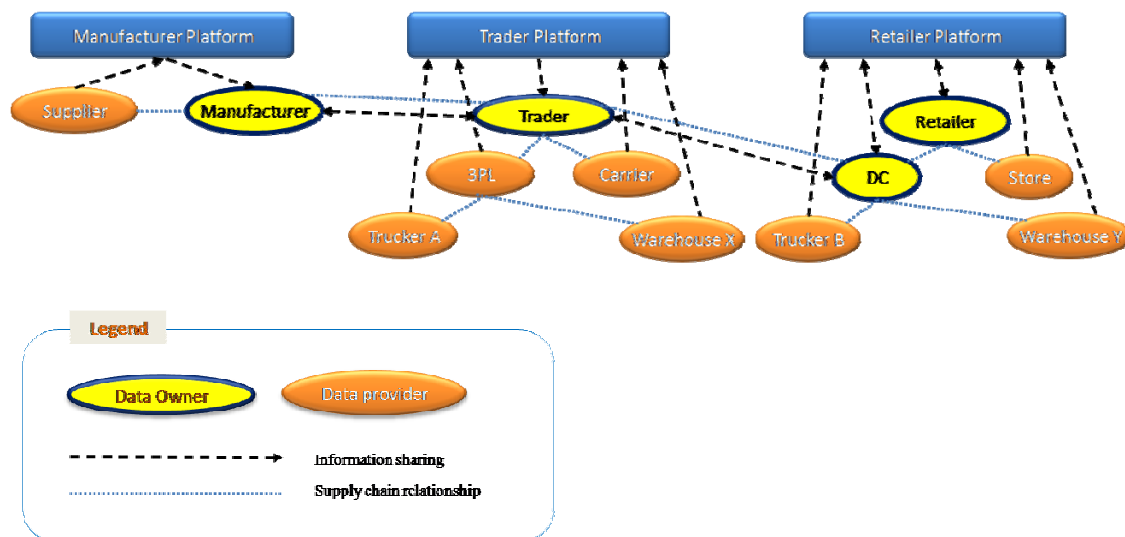 Manufacturer Platform
Trader Platform
Retailer Platform
Supplier
Manufacturer
Trader
Retailer
3PL
Carrier
DC
Store
Trucker A
Warehouse X
Trucker B
Warehouse Y
Legend
Data Owner
Data provider
Information sharing
Supply chain relationship